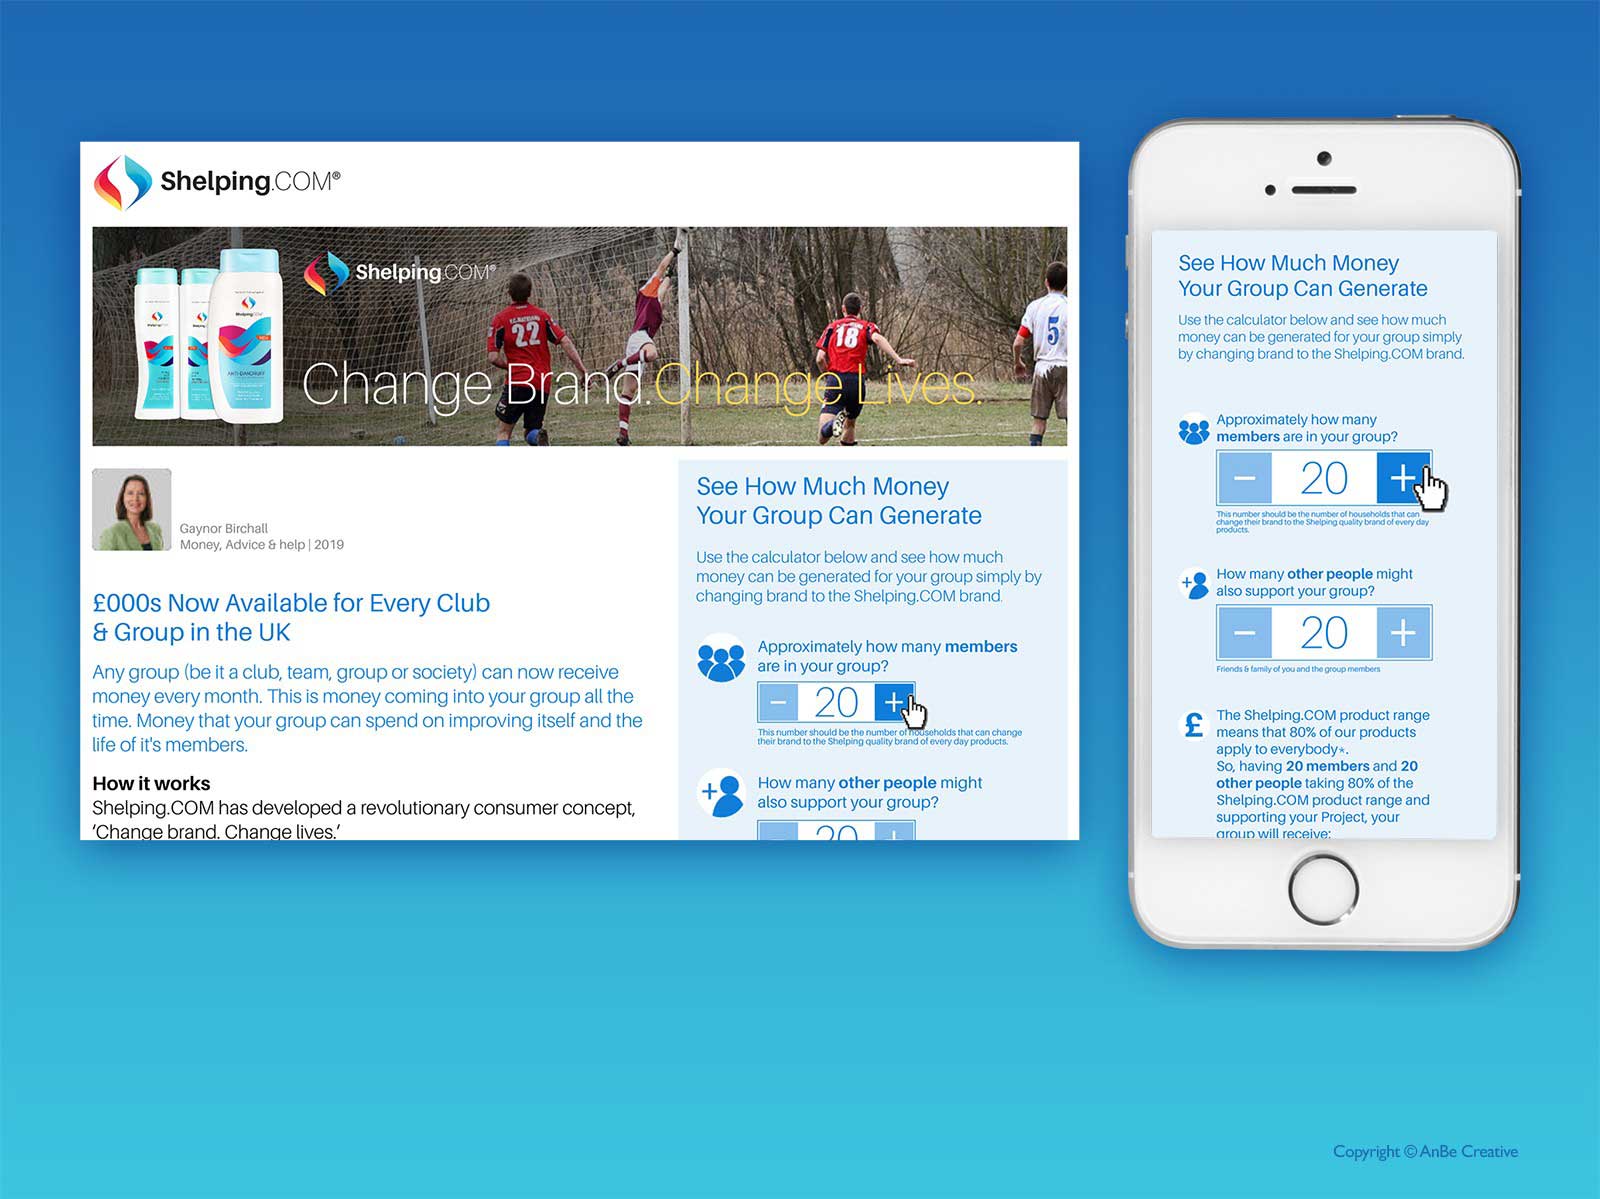 Shelping.COM®
Shelping.COM®
Change Brand. Change Lives.
22
18
5
Shelping.COM
ANTI-DANDRUFF
Gaynor Birchall
Money, Advice & help | 2019
£000s Now Available for Every Club
& Group in the UK
Any group (be it a club, team, group or society) can now receive
money every month. This is money coming into your group all the
time. Money that your group can spend on improving itself and the
life of it's members.
How it works
Shelping.COM has developed a revolutionary consumer concept,
‘Change brand. Change lives.’
See How Much Money
Your Group Can Generate
Use the calculator below and see how much
money can be generated for your group simply by
changing brand to the Shelping.COM brand.
Approximately how many members
are in your group?
− 20 +
This number should be the number of households that can change
their brand to the Shelping quality brand of every day products.
How many other people might
also support your group?
20 +
See How Much Money
Your Group Can Generate
Use the calculator below and see how much
money can be generated for your group simply
by changing brand to the Shelping.COM brand.
Approximately how many
members are in your group?
− 20 +
This number should be the number of households that can
change their brand to the Shelping quality brand of every day
products.
How many other people might
also support your group?
− 20 +
Friends & family of you and the group members
£
The Shelping.COM product range
means that 80% of our products
apply to everybody*.
So, having 20 members and 20
other people taking 80% of the
Shelping.COM product range and
supporting your Project, your
group will receive:
Copyright © AnBe Creative